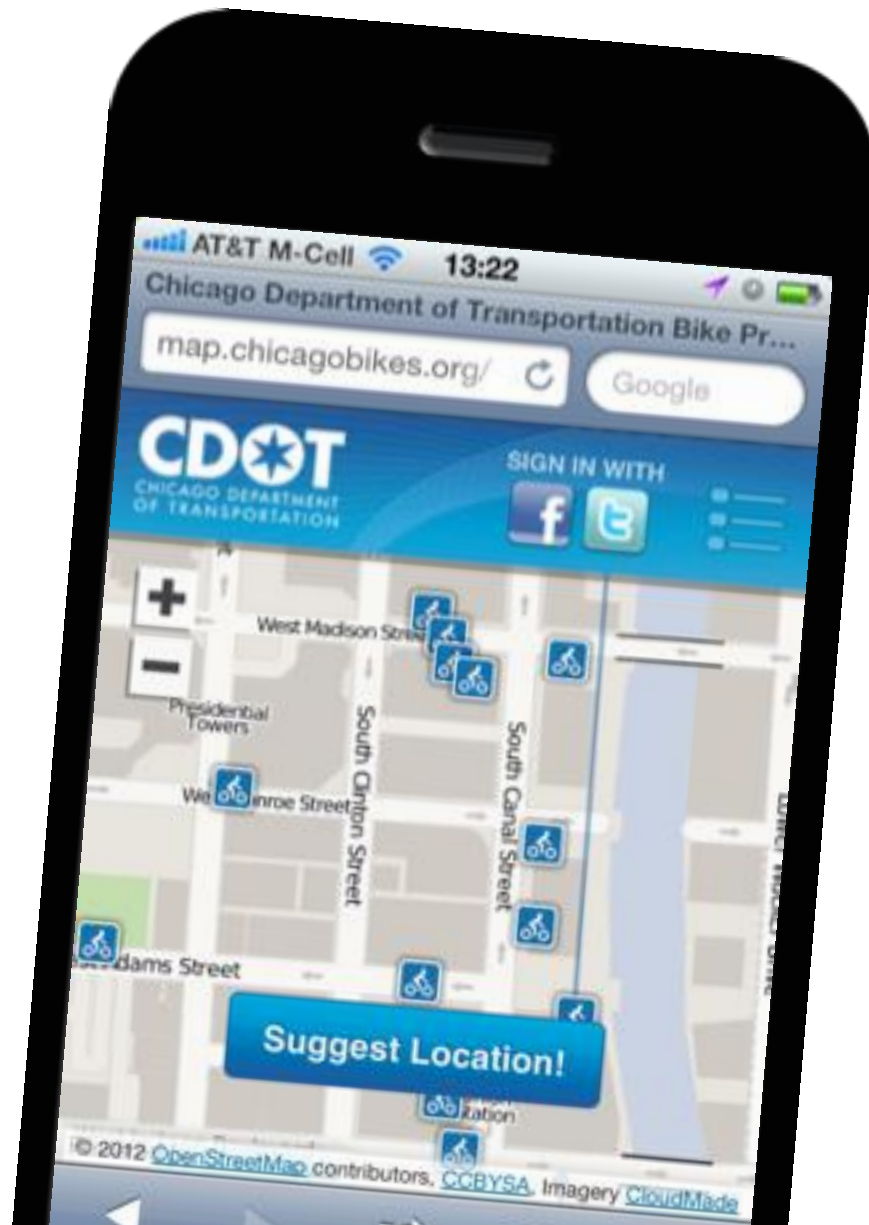 AT&T M-Cell 13:22
Chicago Department of Transportation Bike Pr...
map.chicagobikes.org/
Google
CDOT
CHICAGO DEPARTMENT
OF TRANSPORTATION
SIGN IN WITH
f
t
+
West Madison
−
Presidential
Towers
South Clinton Street
South Canal Street
Street
dams Street
Suggest Location!
© 2012 OpenStreetMap contributors, CCBYSA, Imagery CloudMade